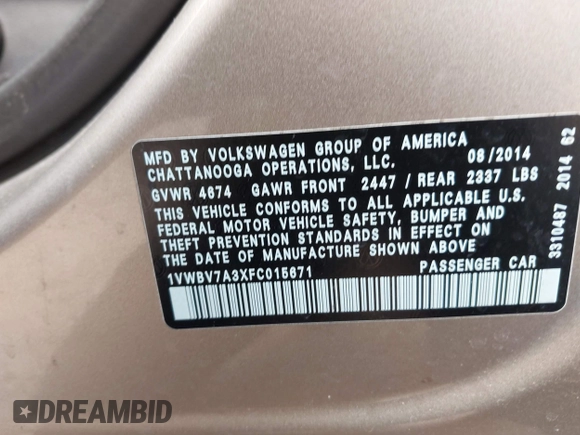 MFD BY VOLKSWAGEN GROUP OF AMERICA
CHATTANOOGA OPERATIONS, LLC. 08/2014
GVWR 4674 GAWR FRONT 2447 / REAR 2337 LBS
THIS VEHICLE CONFORMS TO ALL APPLICABLE U.S.
FEDERAL MOTOR VEHICLE SAFETY, BUMPER AND
THEFT PREVENTION STANDARDS IN EFFECT ON
THE DATE OF MANUFACTURE SHOWN ABOVE
1VWBV7A3XFC015671 PASSENGER CAR
3310487 2014 62
DREAMBID